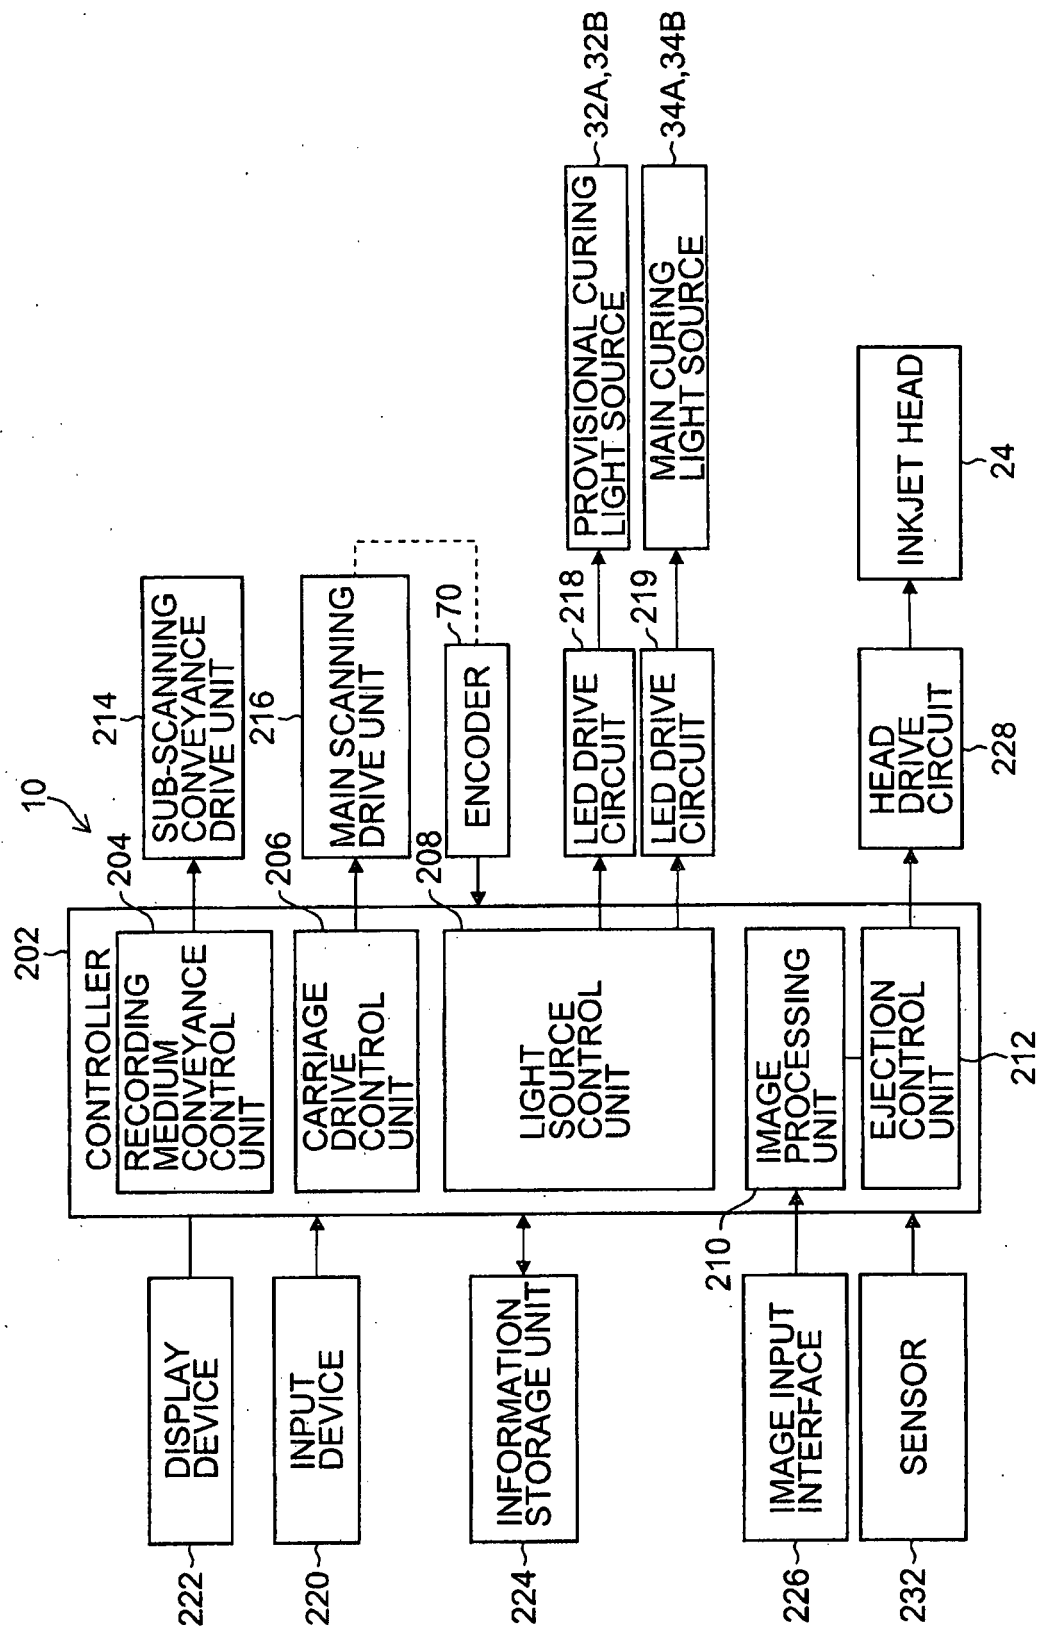 10
202
CONTROLLER
204
RECORDING
MEDIUM
CONVEYANCE
CONTROL
UNIT
206
CARRIAGE
DRIVE
CONTROL
UNIT
208
LIGHT
SOURCE
CONTROL
UNIT
210
IMAGE
PROCESSING
UNIT
EJECTION
CONTROL
UNIT
212
DISPLAY
DEVICE
222
INPUT
DEVICE
220
INFORMATION
STORAGE UNIT
224
IMAGE INPUT
INTERFACE
226
SENSOR
232
214
SUB-SCANNING
CONVEYANCE
DRIVE UNIT
216
MAIN SCANNING
DRIVE UNIT
70
ENCODER
218
LED DRIVE
CIRCUIT
219
LED DRIVE
CIRCUIT
HEAD
DRIVE
CIRCUIT
228
PROVISIONAL CURING
LIGHT SOURCE
32A,32B
MAIN CURING
LIGHT SOURCE
34A,34B
INKJET HEAD
24